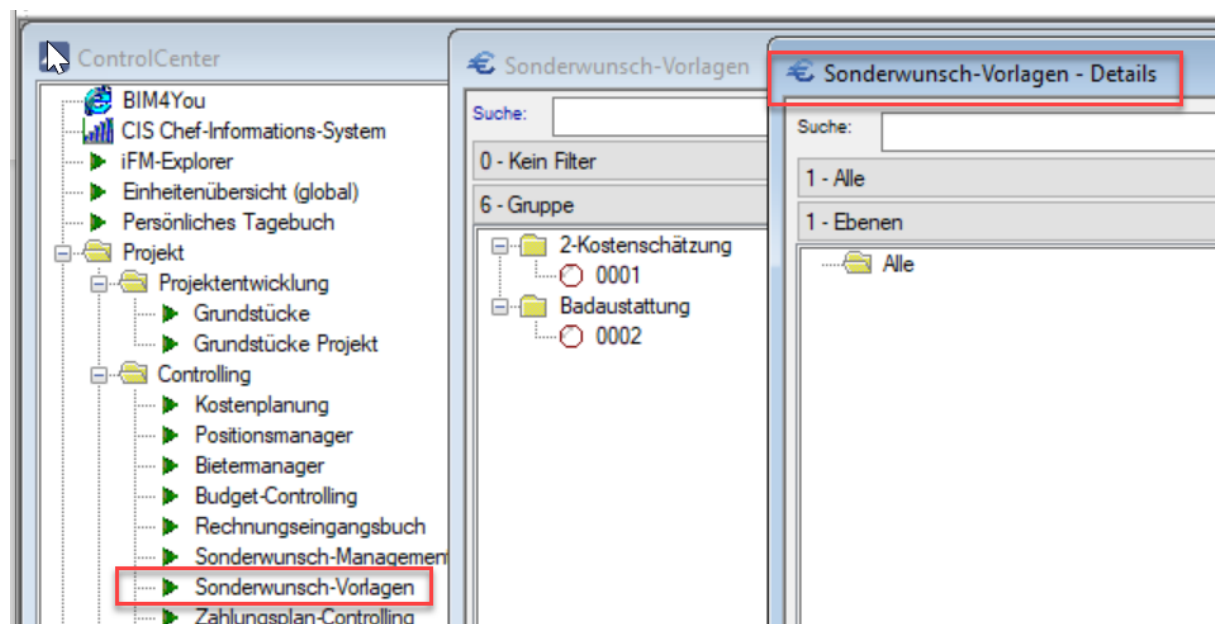 ControlCenter
BIM4You
CIS Chef-Informations-System
iFM-Explorer
Einheitenübersicht (global)
Persönliches Tagebuch
Projekt
Projektentwicklung
Grundstücke
Grundstücke Projekt
Controlling
Kostenplanung
Positionsmanager
Bietermanager
Budget-Controlling
Rechnungseingangsbuch
Sonderwunsch-Management
Sonderwunsch-Vorlagen
Zahlungsplan-Controlling
Sonderwunsch-Vorlagen
Suche:
0 - Kein Filter
6 - Gruppe
2-Kostenschätzung
0001
Badaustattung
0002
Sonderwunsch-Vorlagen - Details
Suche:
1 - Alle
1 - Ebenen
Alle